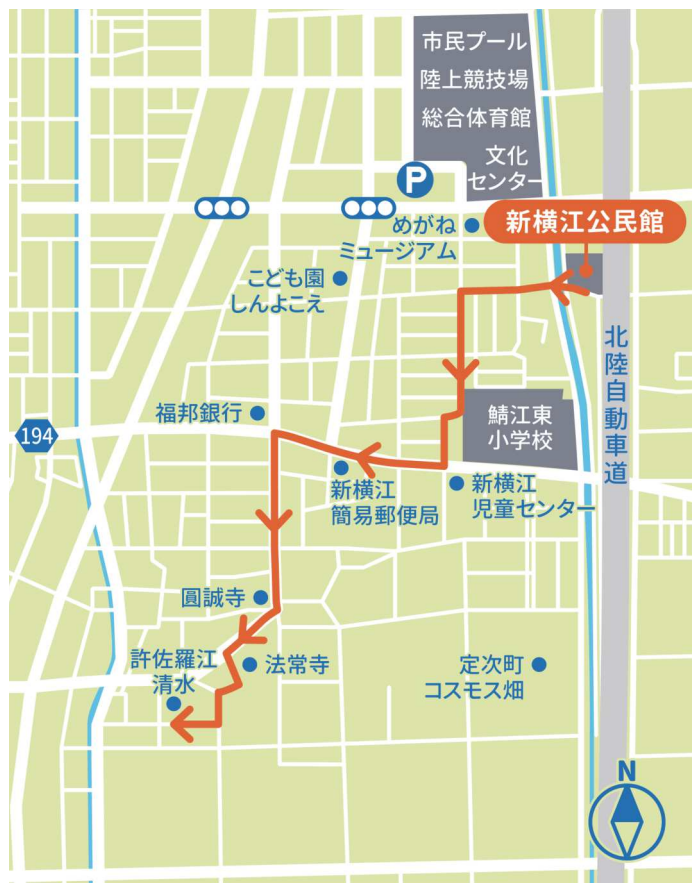 市民プール
陸上競技場
総合体育館
文化
センター
P
めがね
ミュージアム
新横江公民館
こども園
しんよこえ
北陸自動車道
福邦銀行
鯖江東
小学校
194
新横江
簡易郵便局
新横江
児童センター
圓誠寺
許佐羅江
清水
法常寺
定次町
コスモス畑
N